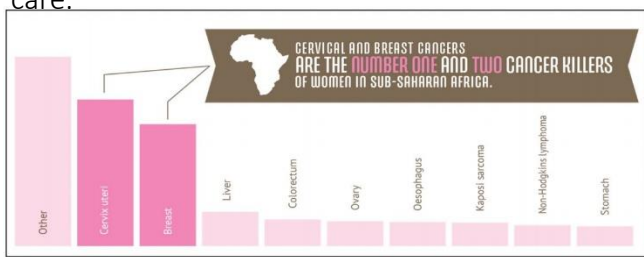 care.
CERVICAL AND BREAST CANCERS
ARE THE NUMBER ONE AND TWO CANCER KILLERS
OF WOMEN IN SUB-SAHARAN AFRICA.
Other
Cervix uteri
Breast
Liver
Colorectum
Ovary
Oesophagus
Kaposi sarcoma
Non-Hodgkins lymphoma
Stomach